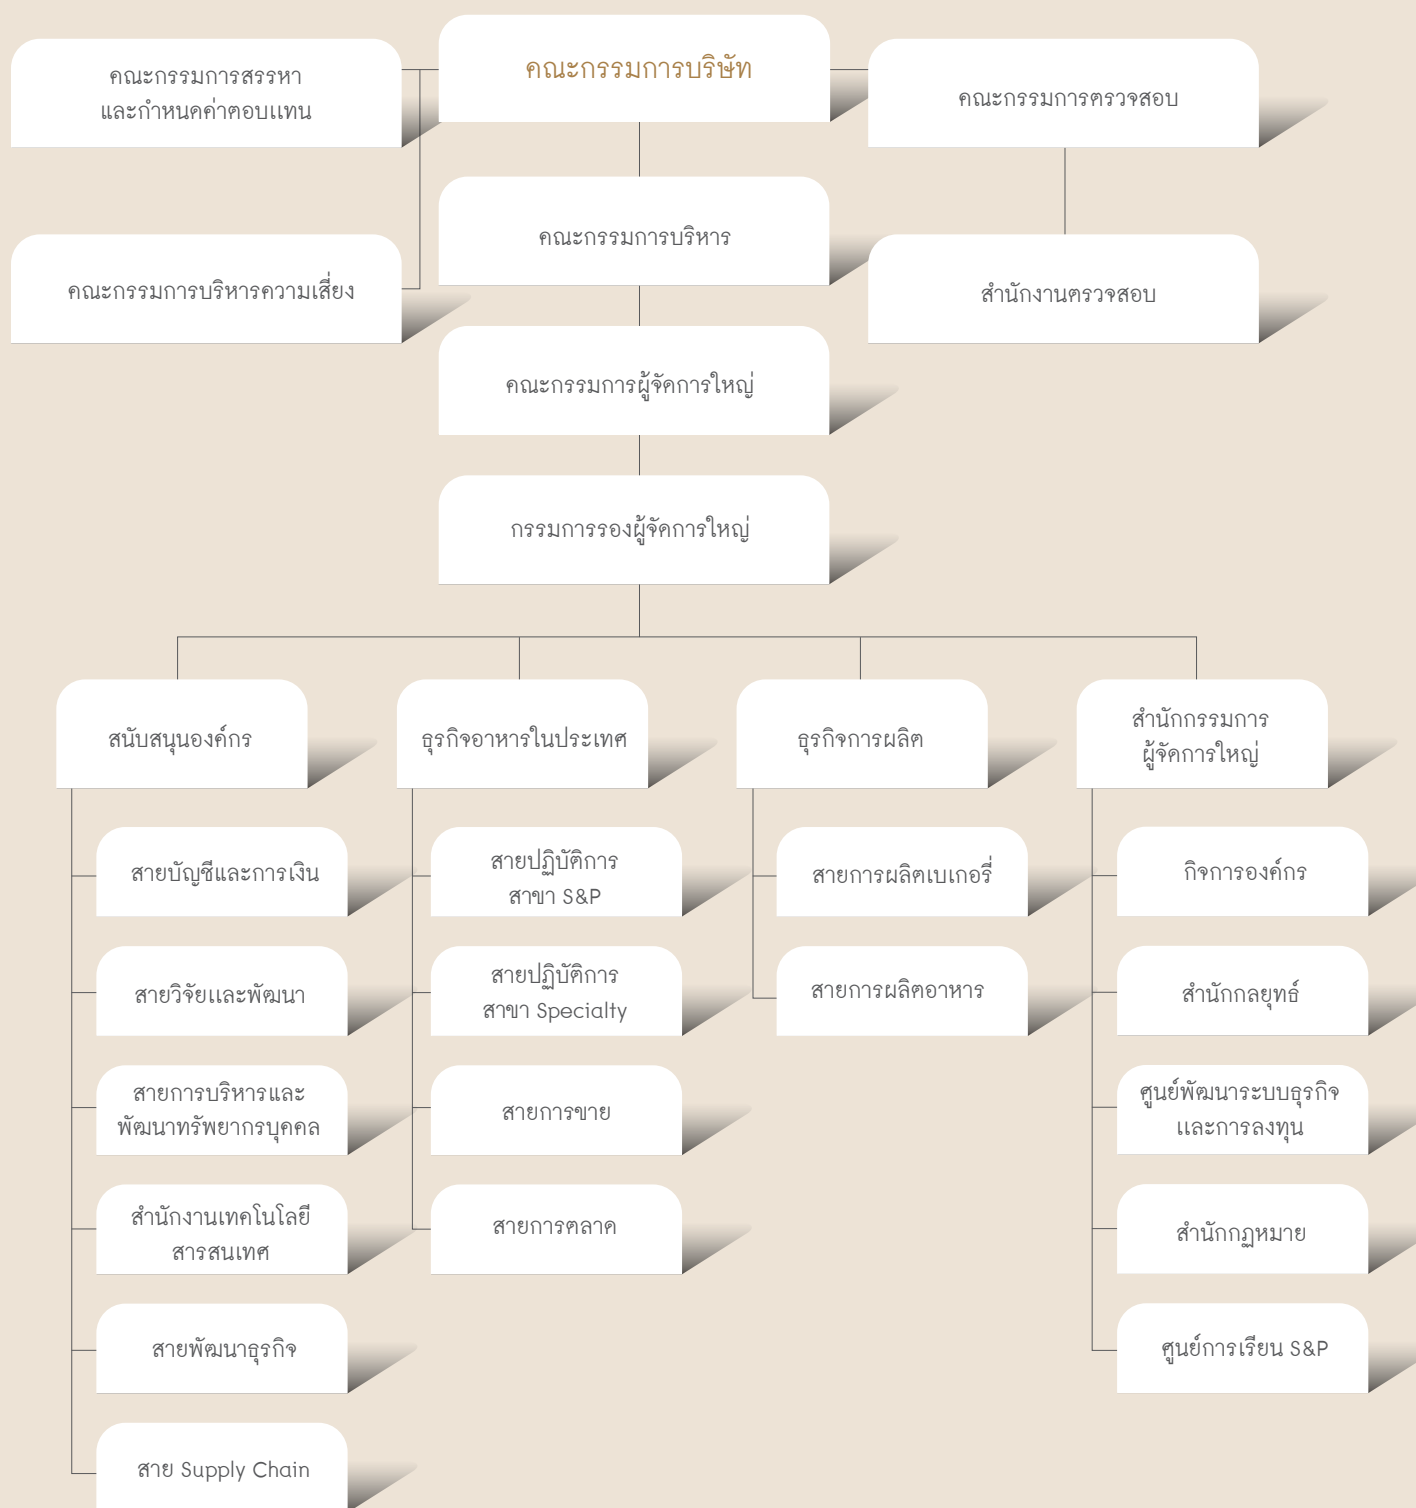 คณะกรรมการบริษัท
คณะกรรมการสรรหา
และกำหนดค่าตอบแทน
คณะกรรมการตรวจสอบ
คณะกรรมการบริหาร
คณะกรรมการบริหารความเสี่ยง
สำนักงานตรวจสอบ
คณะกรรมการผู้จัดการใหญ่
กรรมการรองผู้จัดการใหญ่
สนับสนุนองค์กร
ธุรกิจอาหารในประเทศ
ธุรกิจการผลิต
สำนักกรรมการ
ผู้จัดการใหญ่
สายบัญชีและการเงิน
สายวิจัยและพัฒนา
สายการบริหารและ
พัฒนาทรัพยากรบุคคล
สำนักงานเทคโนโลยี
สารสนเทศ
สายพัฒนาธุรกิจ
สาย Supply Chain
สายปฏิบัติการ
สาขา S&P
สายปฏิบัติการ
สาขา Specialty
สายการขาย
สายการตลาด
สายการผลิตเบเกอรี่
สายการผลิตอาหาร
กิจการองค์กร
สำนักกลยุทธ์
ศูนย์พัฒนาระบบธุรกิจ
และการลงทุน
สำนักกฎหมาย
ศูนย์การเรียน S&P